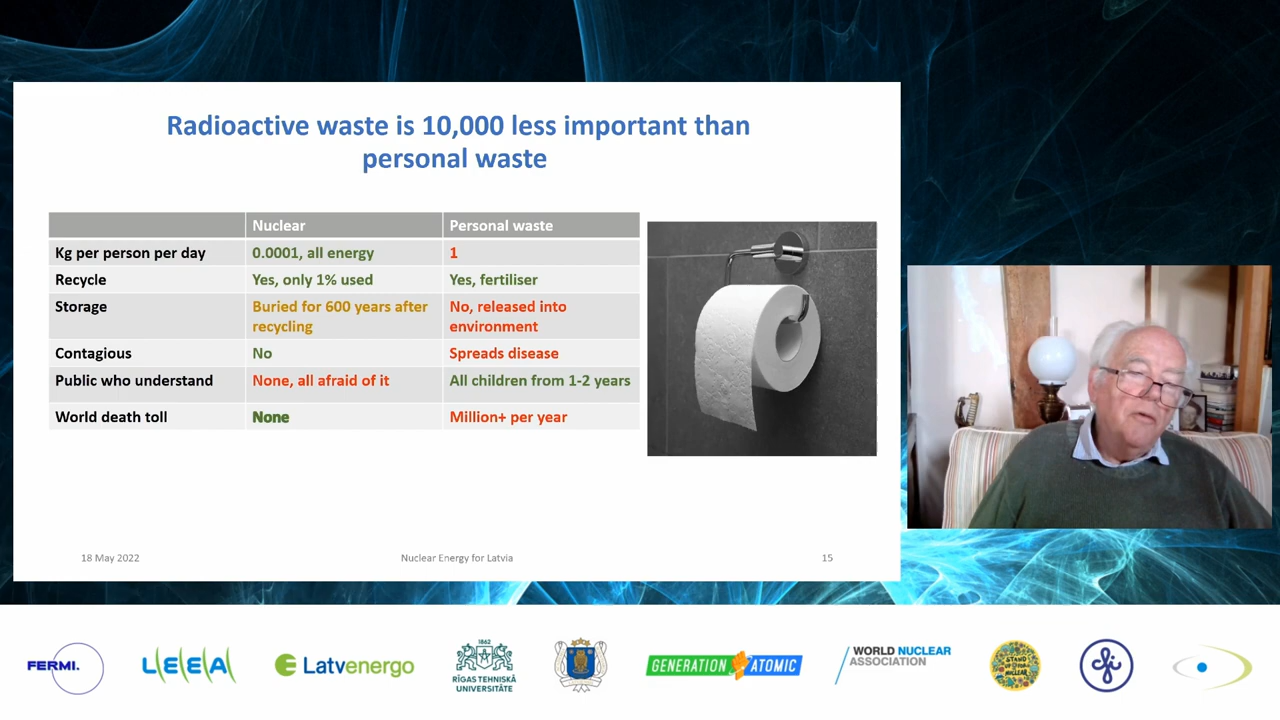 Radioactive waste is 10,000 less important than
personal waste
Nuclear Personal waste
Kg per person per day 0.0001, all energy 1
Recycle Yes, only 1% used Yes, fertiliser
Storage Buried for 600 years after No, released into
recycling environment
Contagious No Spreads disease
Public who understand None, all afraid of it All children from 1-2 years
World death toll None Million+ per year
18 May 2022 Nuclear Energy for Latvia 15
FERMI.
LEEA
Latvenergo
1862
RĪGAS TEHNISKĀ
UNIVERSITĀTE
GENERATION ATOMIC
WORLD NUCLEAR
ASSOCIATION
STAND
UP FOR
NUCLEAR